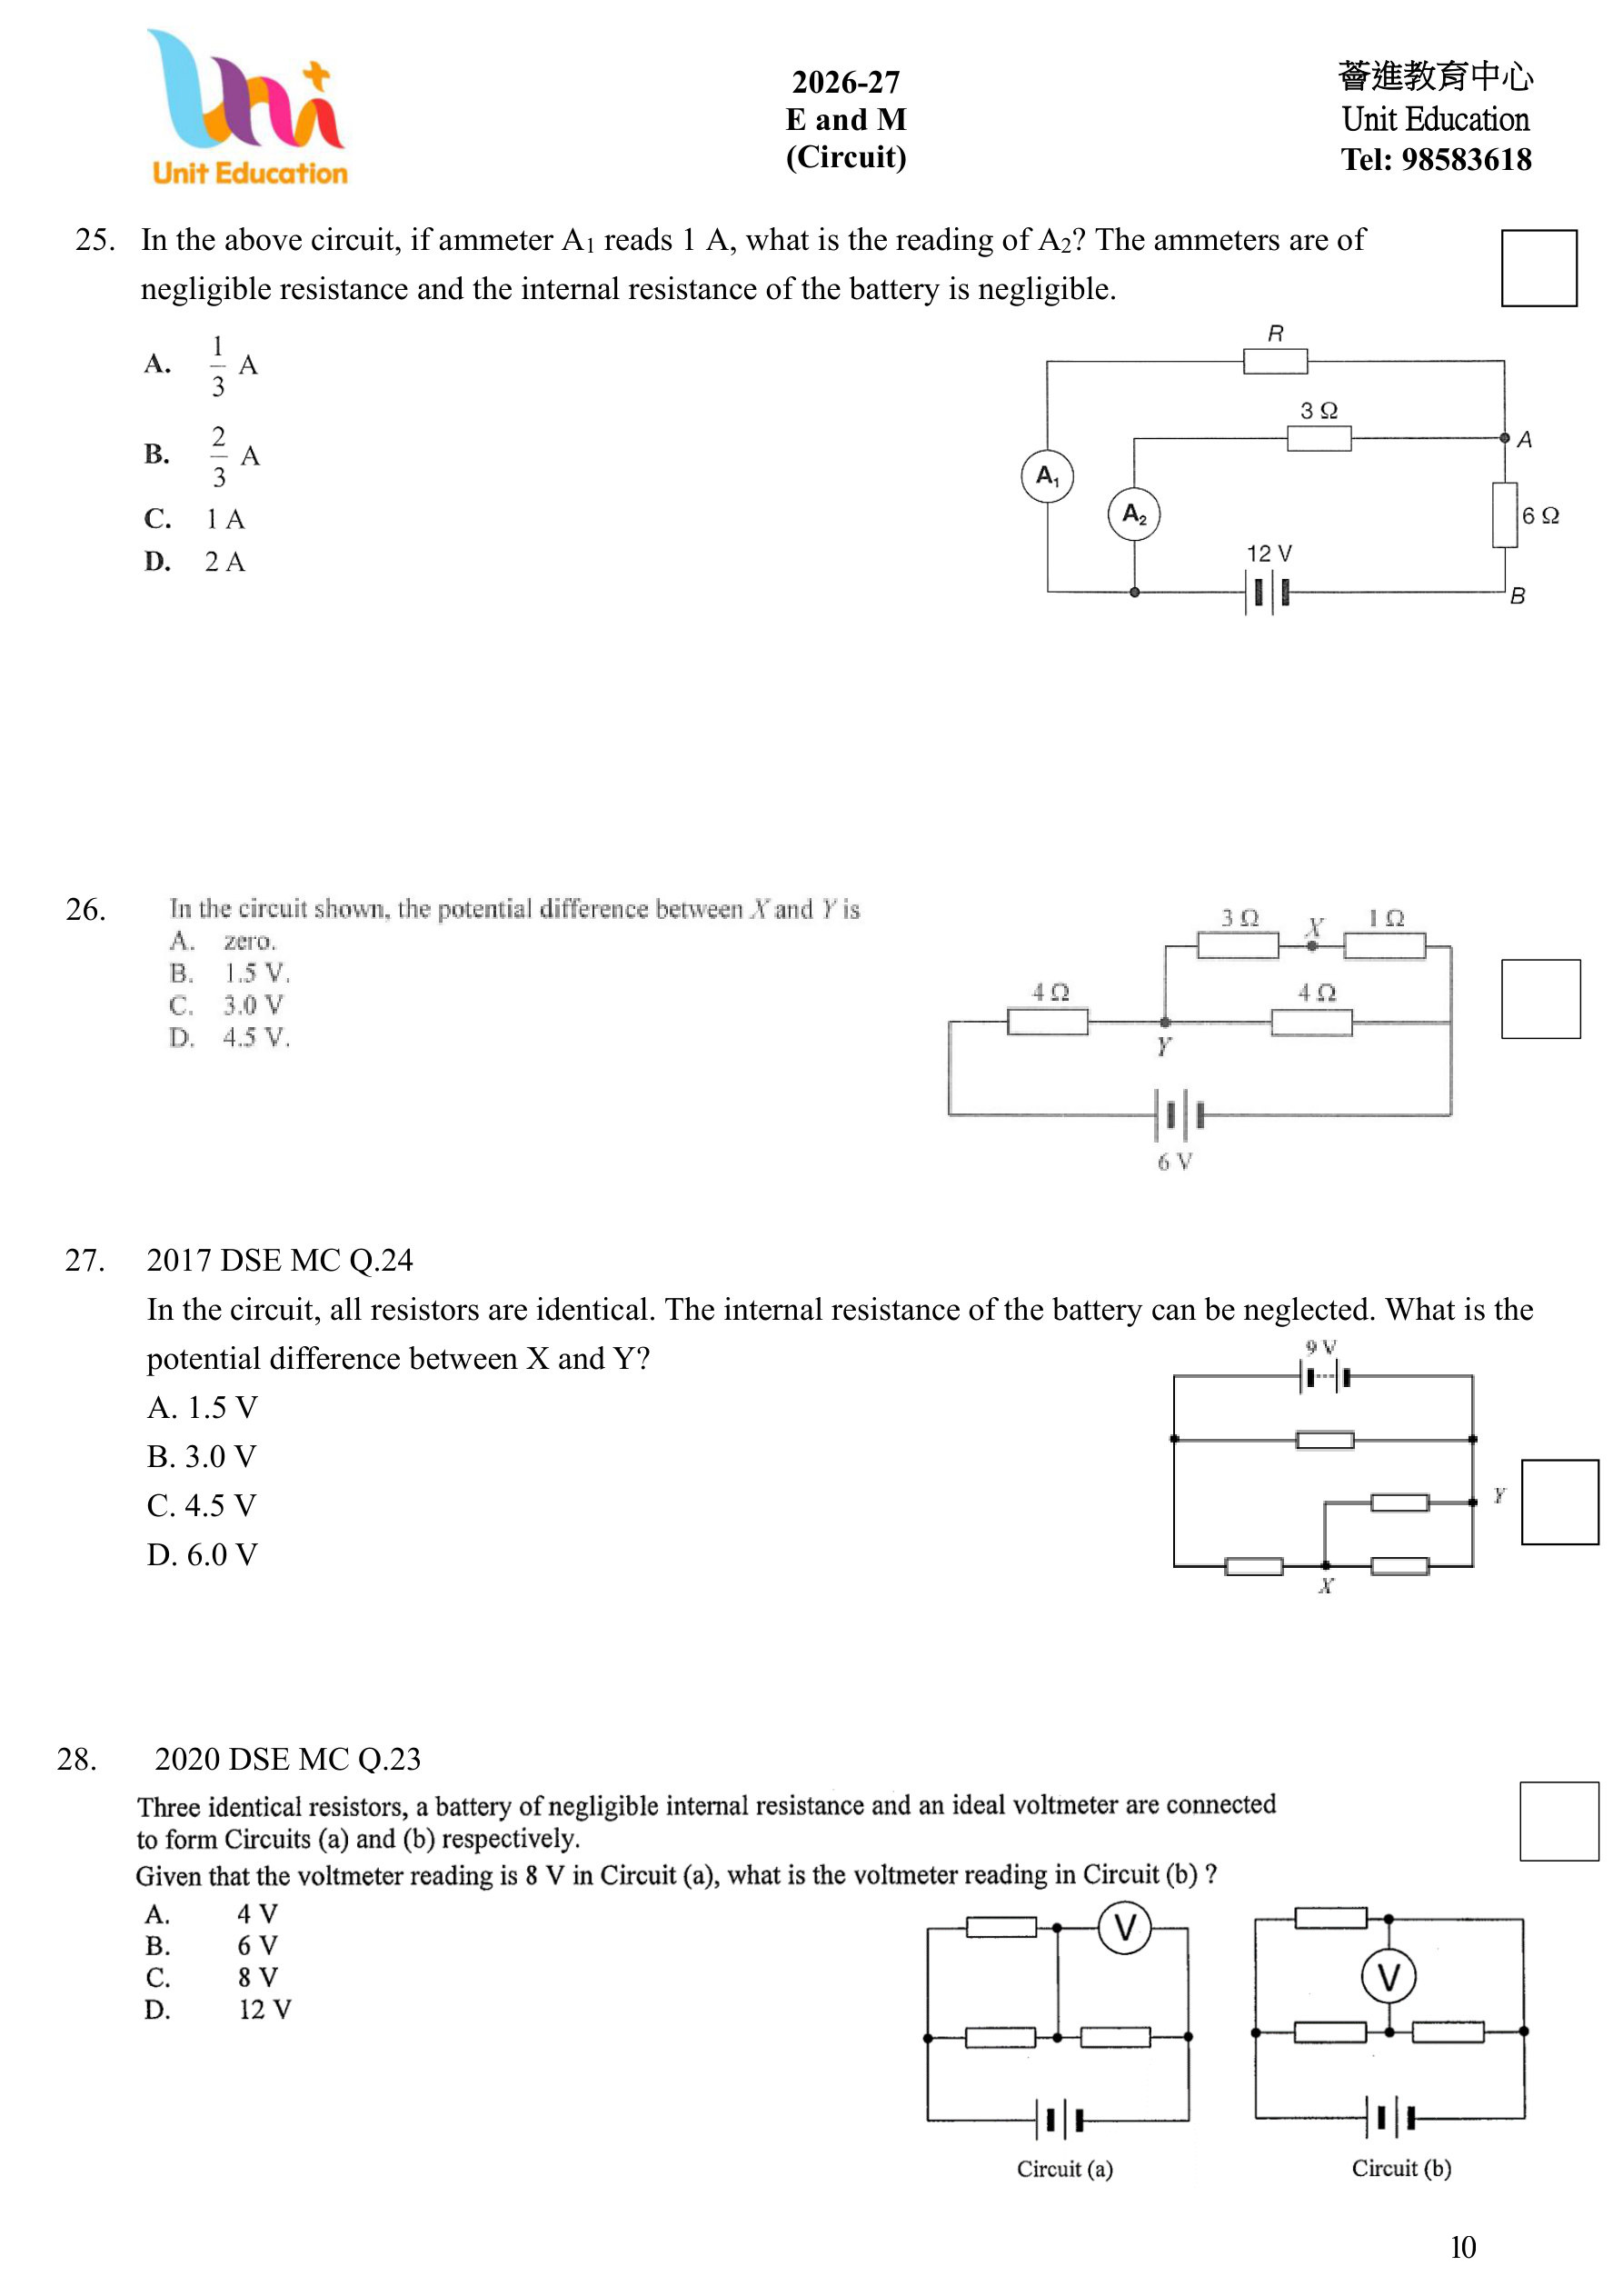 Uni+
Unit Education
2026-27
E and M
(Circuit)
薈進教育中心
Unit Education
Tel: 98583618
25. In the above circuit, if ammeter A1 reads 1 A, what is the reading of A2? The ammeters are of
negligible resistance and the internal resistance of the battery is negligible.
A. 1/3 A
B. 2/3 A
C. 1 A
D. 2 A
R
3 Ω
A
A1
A2
6 Ω
12 V
B
26. In the circuit shown, the potential difference between X and Y is
A. zero.
B. 1.5 V.
C. 3.0 V
D. 4.5 V.
3 Ω X 1 Ω
4 Ω 4 Ω
Y
6 V
27. 2017 DSE MC Q.24
In the circuit, all resistors are identical. The internal resistance of the battery can be neglected. What is the
potential difference between X and Y?
A. 1.5 V
B. 3.0 V
C. 4.5 V
D. 6.0 V
9 V
Y
X
28. 2020 DSE MC Q.23
Three identical resistors, a battery of negligible internal resistance and an ideal voltmeter are connected
to form Circuits (a) and (b) respectively.
Given that the voltmeter reading is 8 V in Circuit (a), what is the voltmeter reading in Circuit (b) ?
A. 4 V
B. 6 V
C. 8 V
D. 12 V
V
V
Circuit (a)
Circuit (b)
10